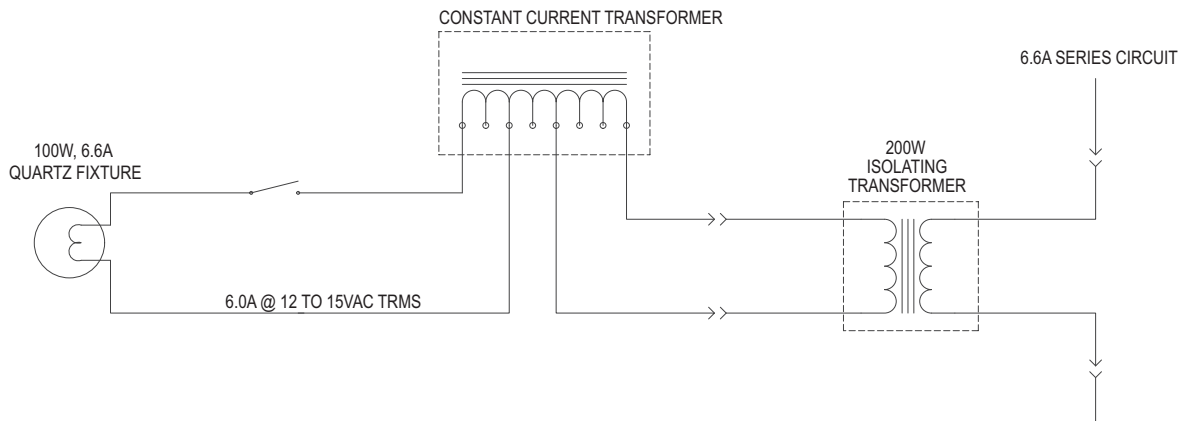 CONSTANT CURRENT TRANSFORMER
6.6A SERIES CIRCUIT
100W, 6.6A
QUARTZ FIXTURE
200W
ISOLATING
TRANSFORMER
6.0A @ 12 TO 15VAC TRMS